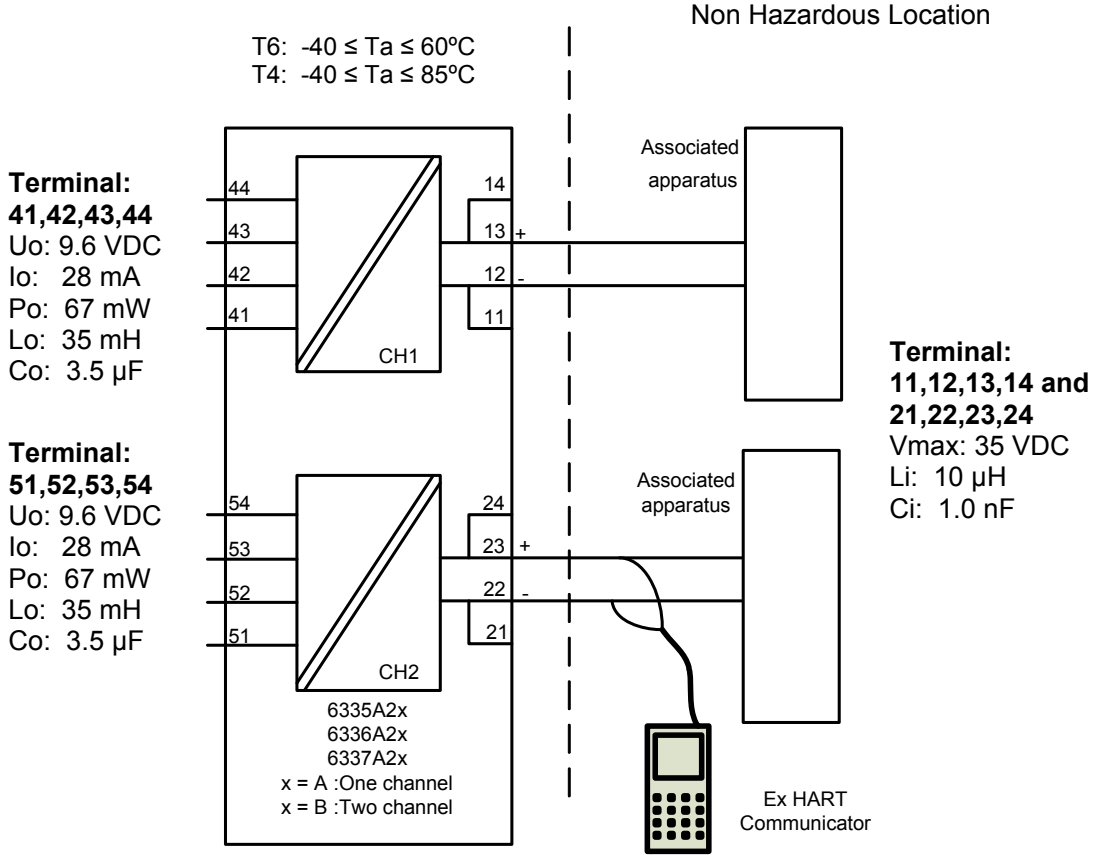 Non Hazardous Location
T6: -40 ≤ Ta ≤ 60ºC
T4: -40 ≤ Ta ≤ 85ºC
Terminal:
41,42,43,44
Uo: 9.6 VDC
Io: 28 mA
Po: 67 mW
Lo: 35 mH
Co: 3.5 µF
44
43
42
41
CH1
14
13 +
12 -
11
Associated
apparatus
Terminal:
11,12,13,14 and
21,22,23,24
Vmax: 35 VDC
Li: 10 µH
Ci: 1.0 nF
Terminal:
51,52,53,54
Uo: 9.6 VDC
Io: 28 mA
Po: 67 mW
Lo: 35 mH
Co: 3.5 µF
54
53
52
51
CH2
24
23 +
22 -
21
Associated
apparatus
6335A2x
6336A2x
6337A2x
x = A :One channel
x = B :Two channel
Ex HART
Communicator